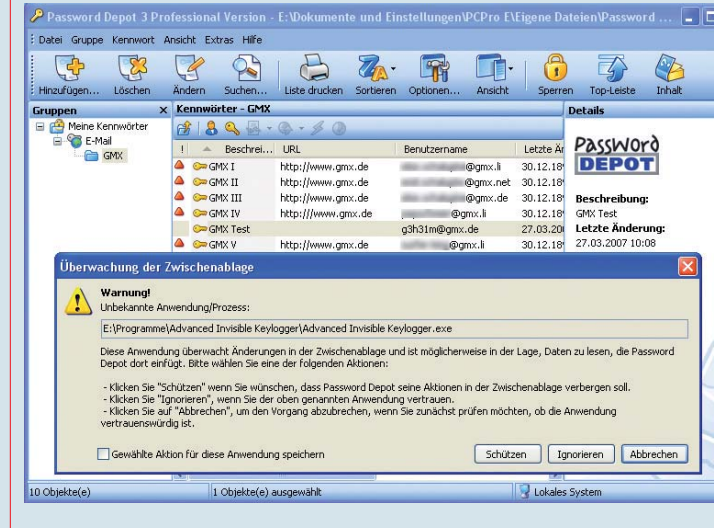 Password Depot 3 Professional Version - E:\Dokumente und Einstellungen\PCPro E\Eigene Dateien\Password ...
Datei Gruppe Kennwort Ansicht Extras Hilfe
Hinzufügen... Löschen Ändern Suchen... Liste drucken Sortieren Optionen... Ansicht Sperren Top-Leiste Inhalt
Gruppen x Kennwörter - GMX Details
Meine Kennwörter
E-Mail
GMX
! Beschrei... URL Benutzername Letzte Är
GMX I http://www.gmx.de @gmx.li 30.12.18
GMX II http://www.gmx.de @gmx.net 30.12.18
GMX III http://www.gmx.de @gmx.de 30.12.18
GMX IV http:///www.gmx.de @gmx.li 30.12.18
GMX Test g3h31m@gmx.de 27.03.20
GMX V http://www.gmx.de @gmx.li 30.12.18
PassWord
DEPOT
Beschreibung:
GMX Test
Letzte Änderung:
27.03.2007 10:08
Überwachung der Zwischenablage
Warnung!
Unbekannte Anwendung/Prozess:
E:\Programme\Advanced Invisible Keylogger\Advanced Invisible Keylogger.exe
Diese Anwendung überwacht Änderungen in der Zwischenablage und ist möglicherweise in der Lage, Daten zu lesen, die Password
Depot dort einfügt. Bitte wählen Sie eine der folgenden Aktionen:
- Klicken Sie "Schützen" wenn Sie wünschen, dass Password Depot seine Aktionen in der Zwischenablage verbergen soll.
- Klicken Sie "Ignorieren", wenn Sie der oben genannten Anwendung vertrauen.
- Klicken Sie auf "Abbrechen", um den Vorgang abzubrechen, wenn Sie zunächst prüfen möchten, ob die Anwendung
vertrauenswürdig ist.
Gewählte Aktion für diese Anwendung speichern
Schützen Ignorieren Abbrechen
10 Objekte(e) 1 Objekte(e) ausgewählt Lokales System